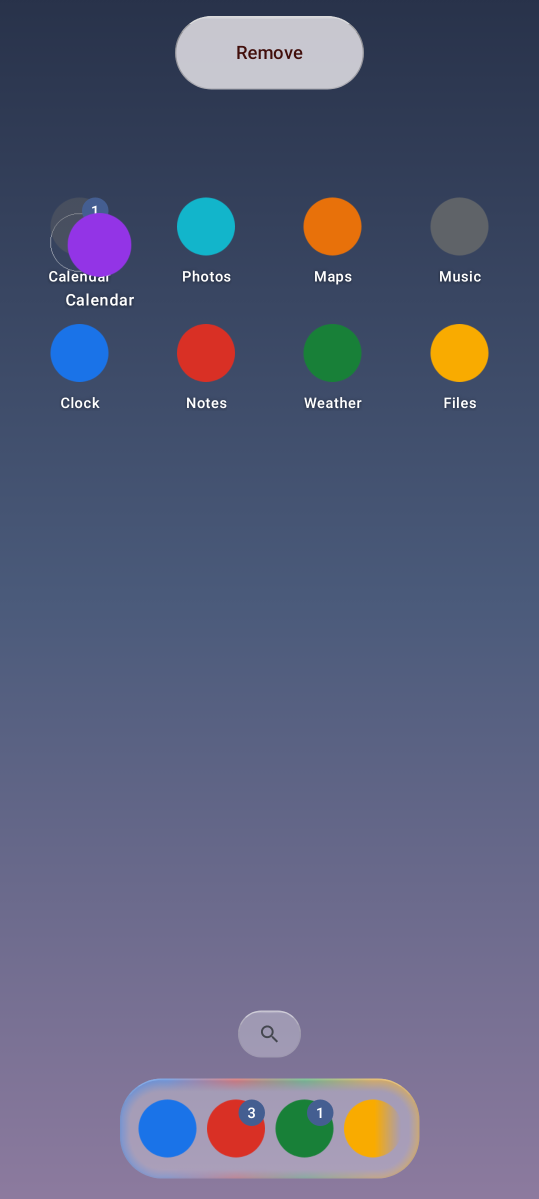 Remove
1
Calendar
Photos
Maps
Music
Calendar
Clock
Notes
Weather
Files
3
1